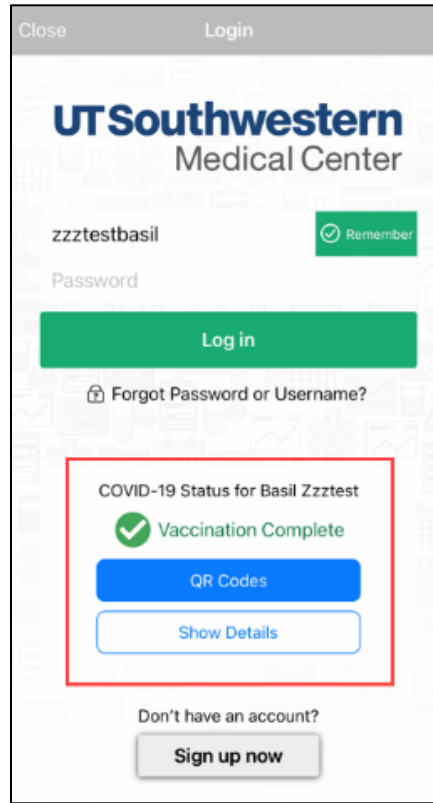 Close Login
UTSouthwestern
Medical Center
zzztestbasil Remember
Password
Log in
Forgot Password or Username?
COVID-19 Status for Basil Zzztest
Vaccination Complete
QR Codes
Show Details
Don't have an account?
Sign up now